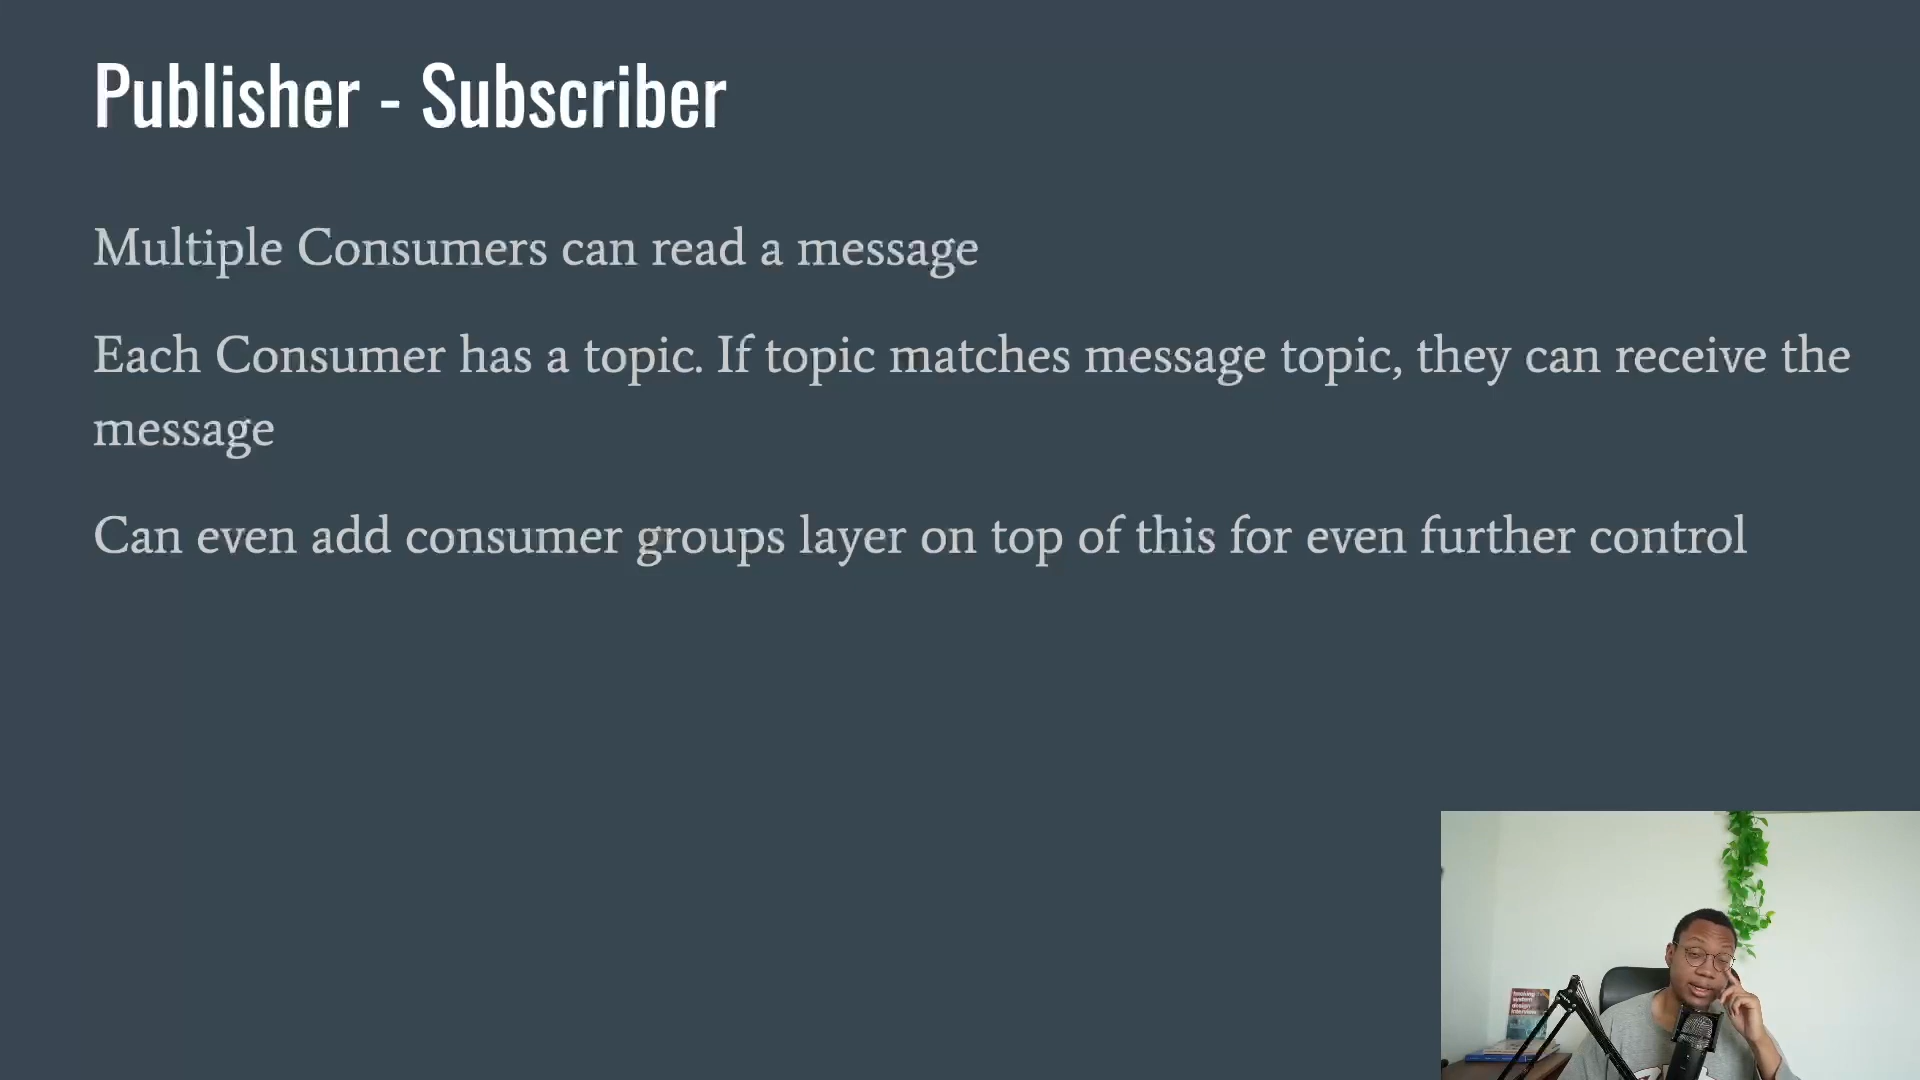 Publisher - Subscriber
Multiple Consumers can read a message
Each Consumer has a topic. If topic matches message topic, they can receive the
message
Can even add consumer groups layer on top of this for even further control